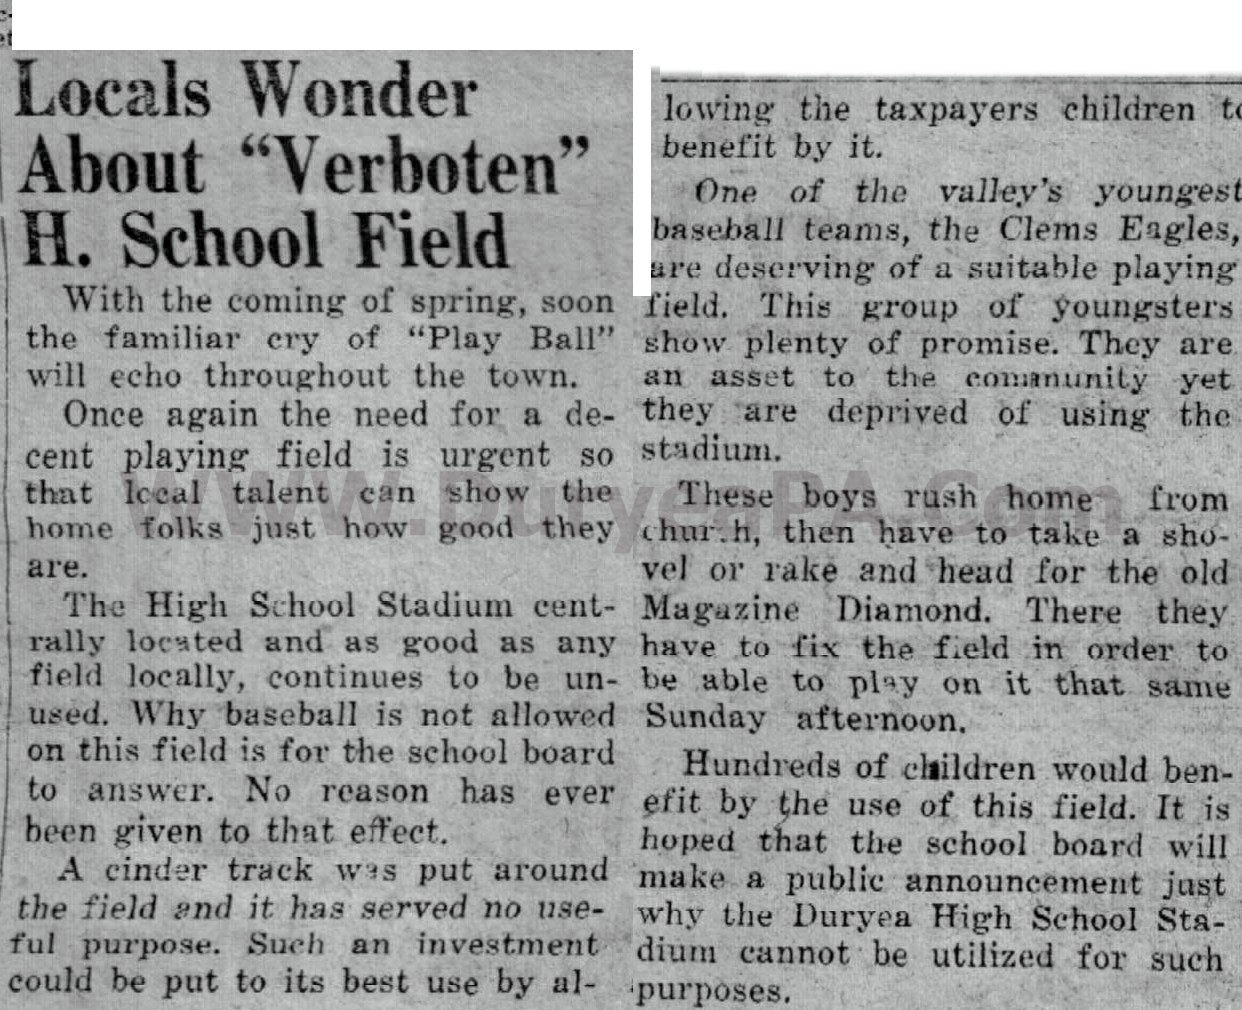 Locals Wonder
About “Verboten”
H. School Field
With the coming of spring, soon
the familiar cry of “Play Ball”
will echo throughout the town.
Once again the need for a de-
cent playing field is urgent so
that local talent can show the
home folks just how good they
are.
The High School Stadium cent-
rally located and as good as any
field locally, continues to be un-
used. Why baseball is not allowed
on this field is for the school board
to answer. No reason has ever
been given to that effect.
A cinder track was put around
the field and it has served no use-
ful purpose. Such an investment
could be put to its best use by al-
lowing the taxpayers children to
benefit by it.
One of the valley’s youngest
baseball teams, the Clems Eagles,
are deserving of a suitable playing
field. This group of youngsters
show plenty of promise. They are
an asset to the community yet
they are deprived of using the
stadium.
These boys rush home from
church, then have to take a sho-
vel or rake and head for the old
Magazine Diamond. There they
have to fix the field in order to
be able to play on it that same
Sunday afternoon.
Hundreds of children would ben-
efit by the use of this field. It is
hoped that the school board will
make a public announcement just
why the Duryea High School Sta-
dium cannot be utilized for such
purposes.
WWW.DuryeaPA.Com